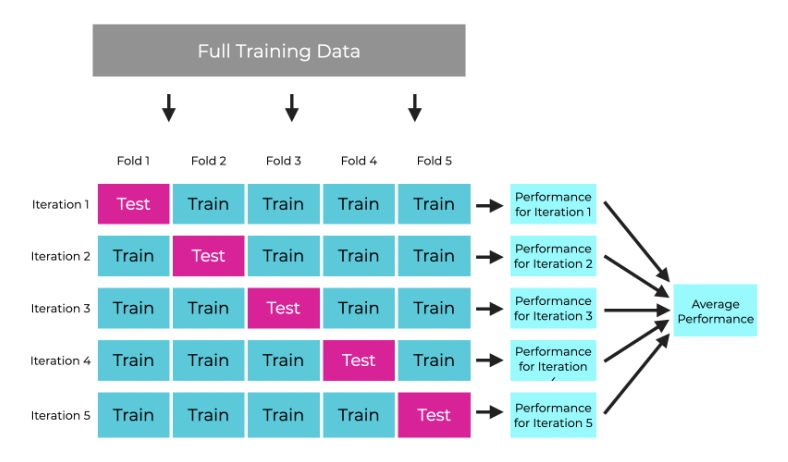 Full Training Data
Fold 1 Fold 2 Fold 3 Fold 4 Fold 5
Iteration 1 Test Train Train Train Train Performance for Iteration 1
Iteration 2 Train Test Train Train Train Performance for Iteration 2
Iteration 3 Train Train Test Train Train Performance for Iteration 3
Average Performance
Iteration 4 Train Train Train Test Train Performance for Iteration
Iteration 5 Train Train Train Train Test Performance for Iteration 5